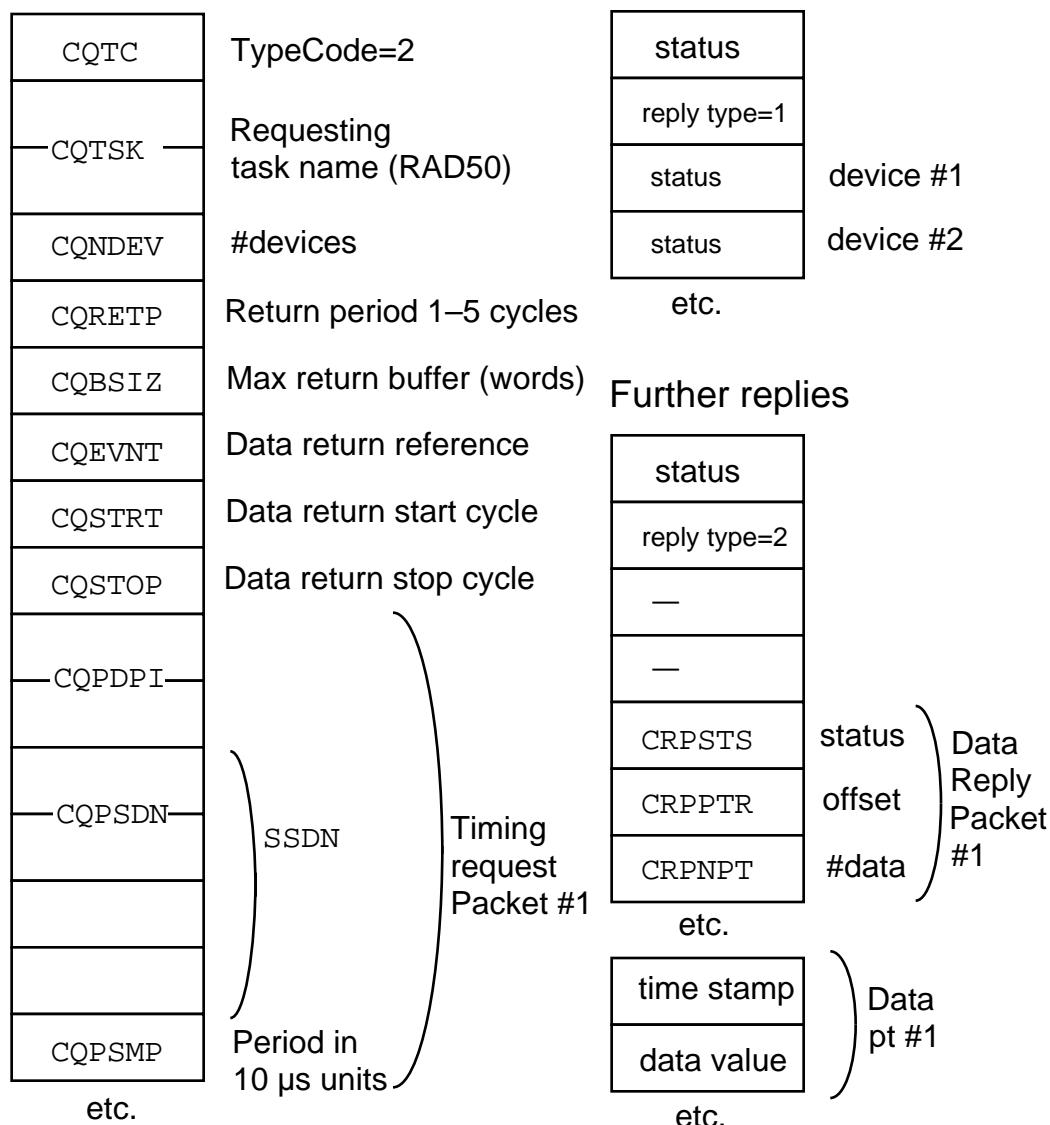 CQTC
TypeCode=2
CQTSK
Requesting
task name (RAD50)
CQNDEV
#devices
CQRETP
Return period 1–5 cycles
CQBSIZ
Max return buffer (words)
CQEVNT
Data return reference
CQSTRT
Data return start cycle
CQSTOP
Data return stop cycle
CQPDPI
CQPSDN
SSDN
Timing
request
Packet #1
CQPSMP
Period in
10 µs units
etc.
status
reply type=1
status
device #1
status
device #2
etc.
Further replies
status
reply type=2
—
—
CRPSTS
status
CRPPTR
offset
CRPNPT
#data
Data
Reply
Packet
#1
etc.
time stamp
data value
Data
pt #1
etc.